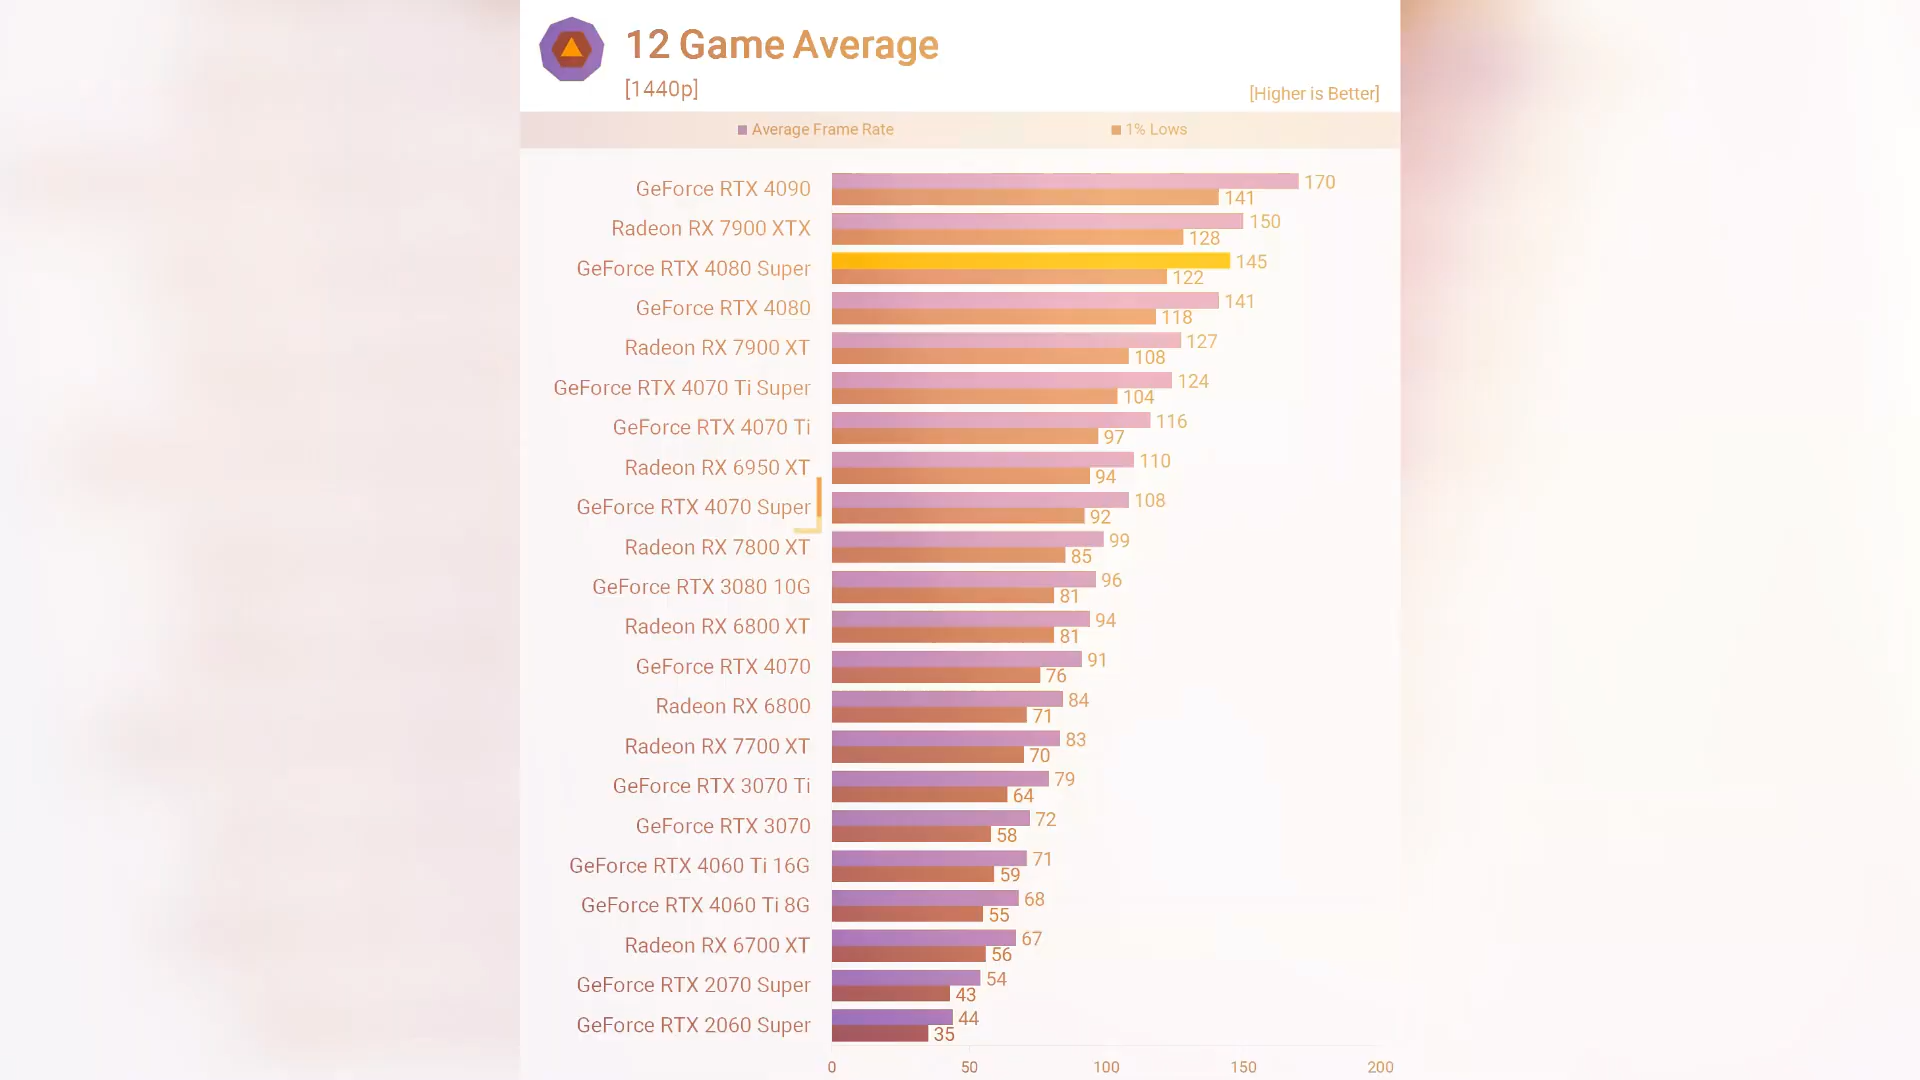 12 Game Average
[1440p]
[Higher is Better]
Average Frame Rate
1% Lows
GeForce RTX 4090
170
141
Radeon RX 7900 XTX
150
128
GeForce RTX 4080 Super
145
122
GeForce RTX 4080
141
118
Radeon RX 7900 XT
127
108
GeForce RTX 4070 Ti Super
124
104
GeForce RTX 4070 Ti
116
97
Radeon RX 6950 XT
110
94
GeForce RTX 4070 Super
108
92
Radeon RX 7800 XT
99
85
GeForce RTX 3080 10G
96
81
Radeon RX 6800 XT
94
81
GeForce RTX 4070
91
76
Radeon RX 6800
84
71
Radeon RX 7700 XT
83
70
GeForce RTX 3070 Ti
79
64
GeForce RTX 3070
72
58
GeForce RTX 4060 Ti 16G
71
59
GeForce RTX 4060 Ti 8G
68
55
Radeon RX 6700 XT
67
56
GeForce RTX 2070 Super
54
43
GeForce RTX 2060 Super
44
35
0 50 100 150 200